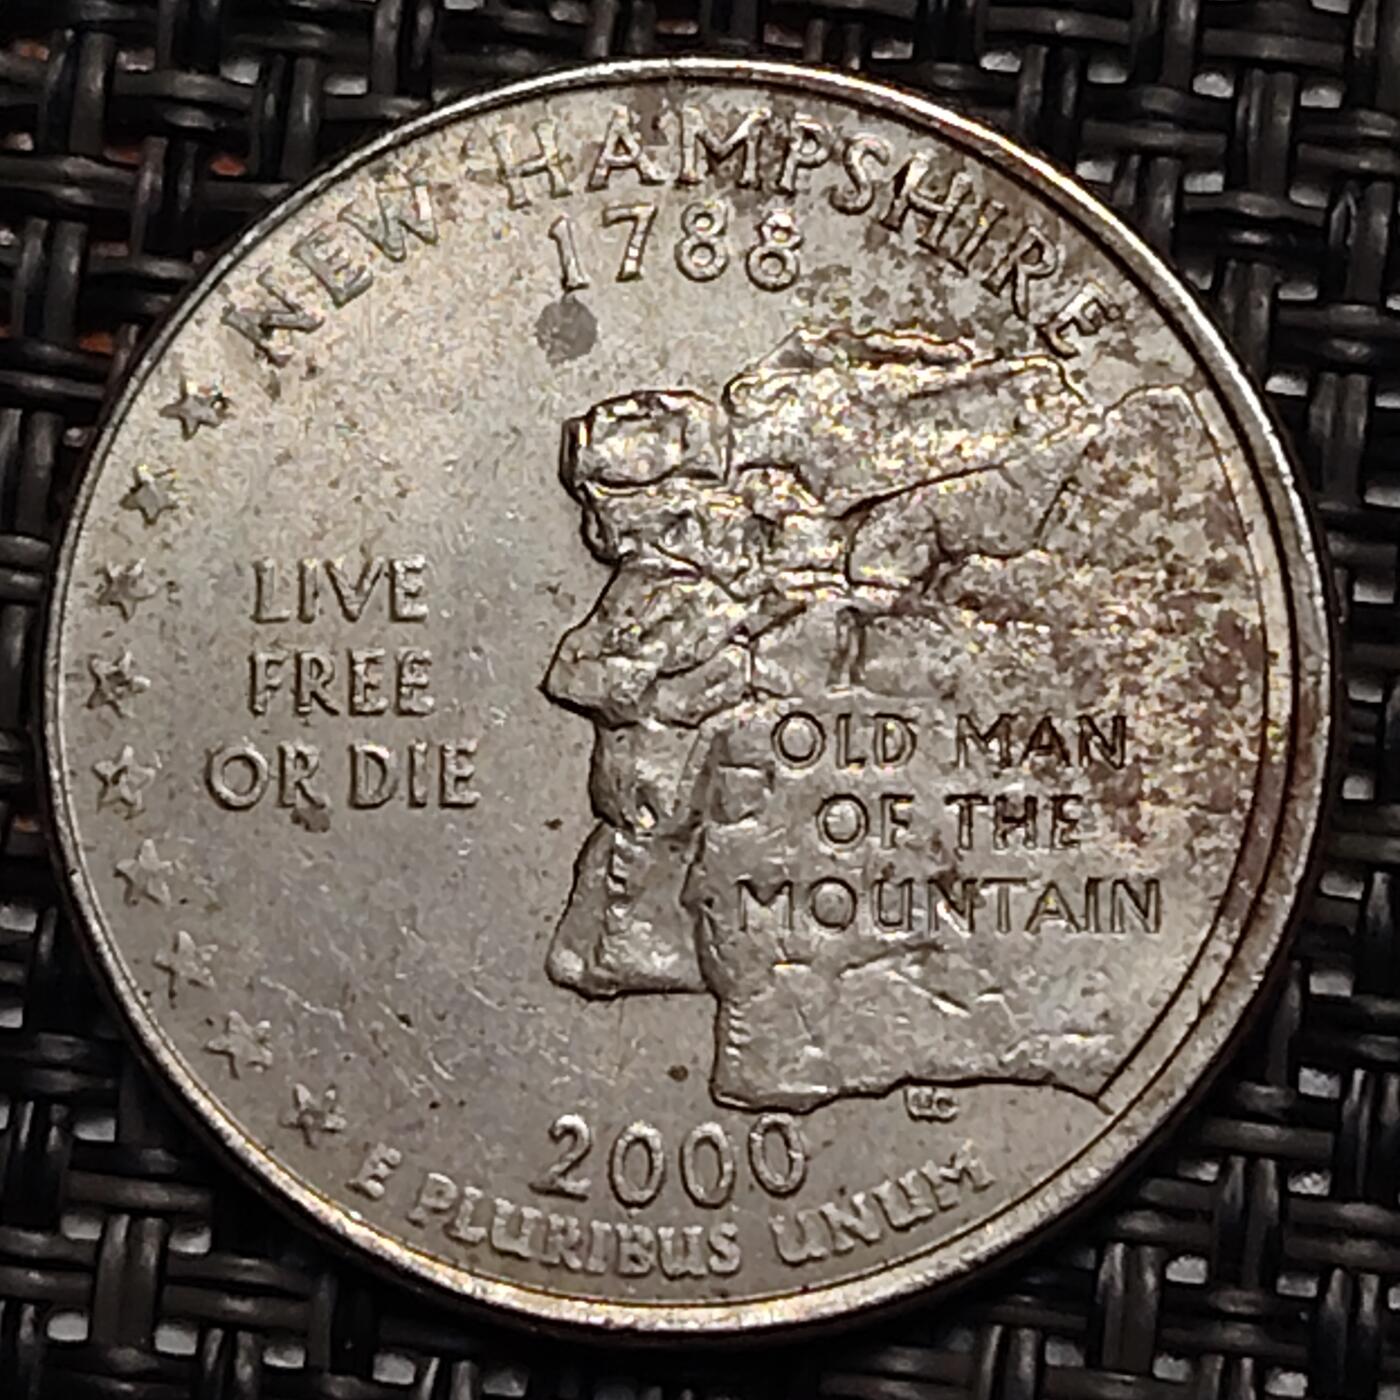 NEW HAMPSHIRE
1788
LIVE
FREE
OR DIE
OLD MAN
OF THE
MOUNTAIN
2000
E PLURIBUS UNUM